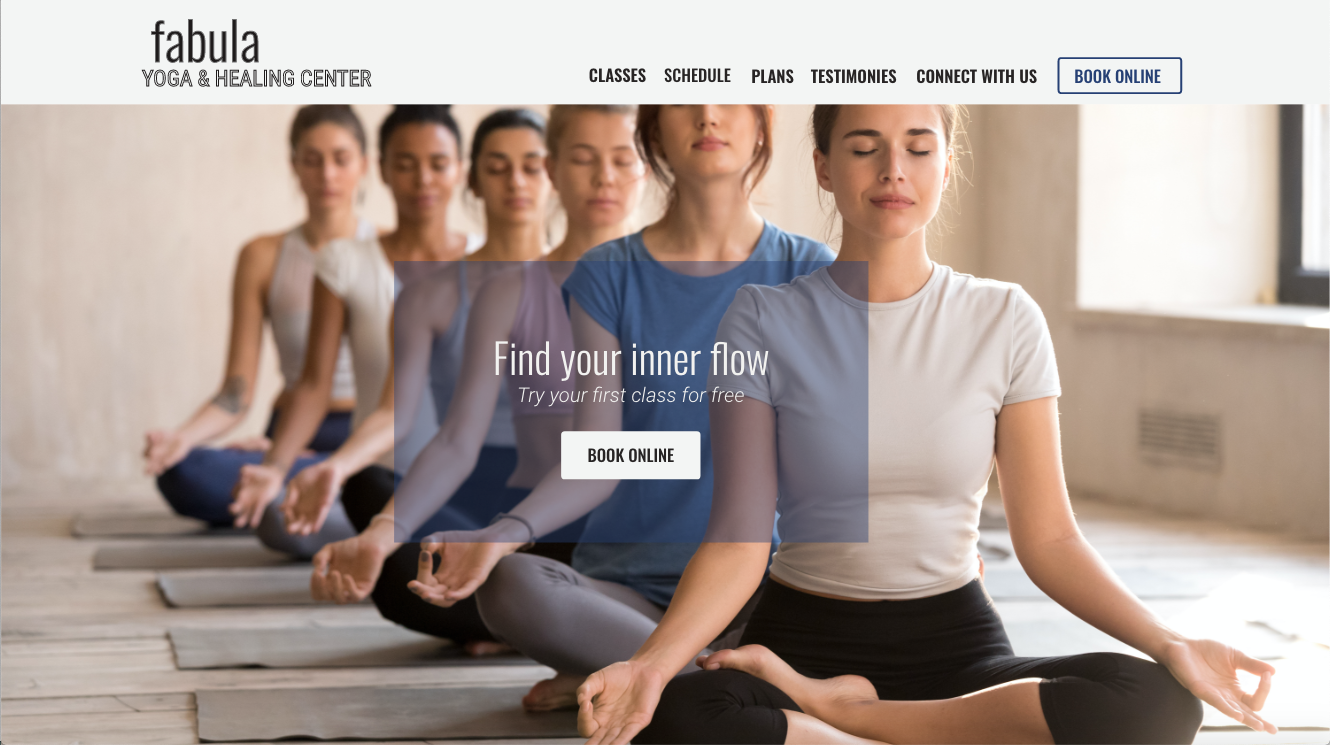 fabula
YOGA & HEALING CENTER
CLASSES SCHEDULE PLANS TESTIMONIES CONNECT WITH US BOOK ONLINE
Find your inner flow
Try your first class for free
BOOK ONLINE